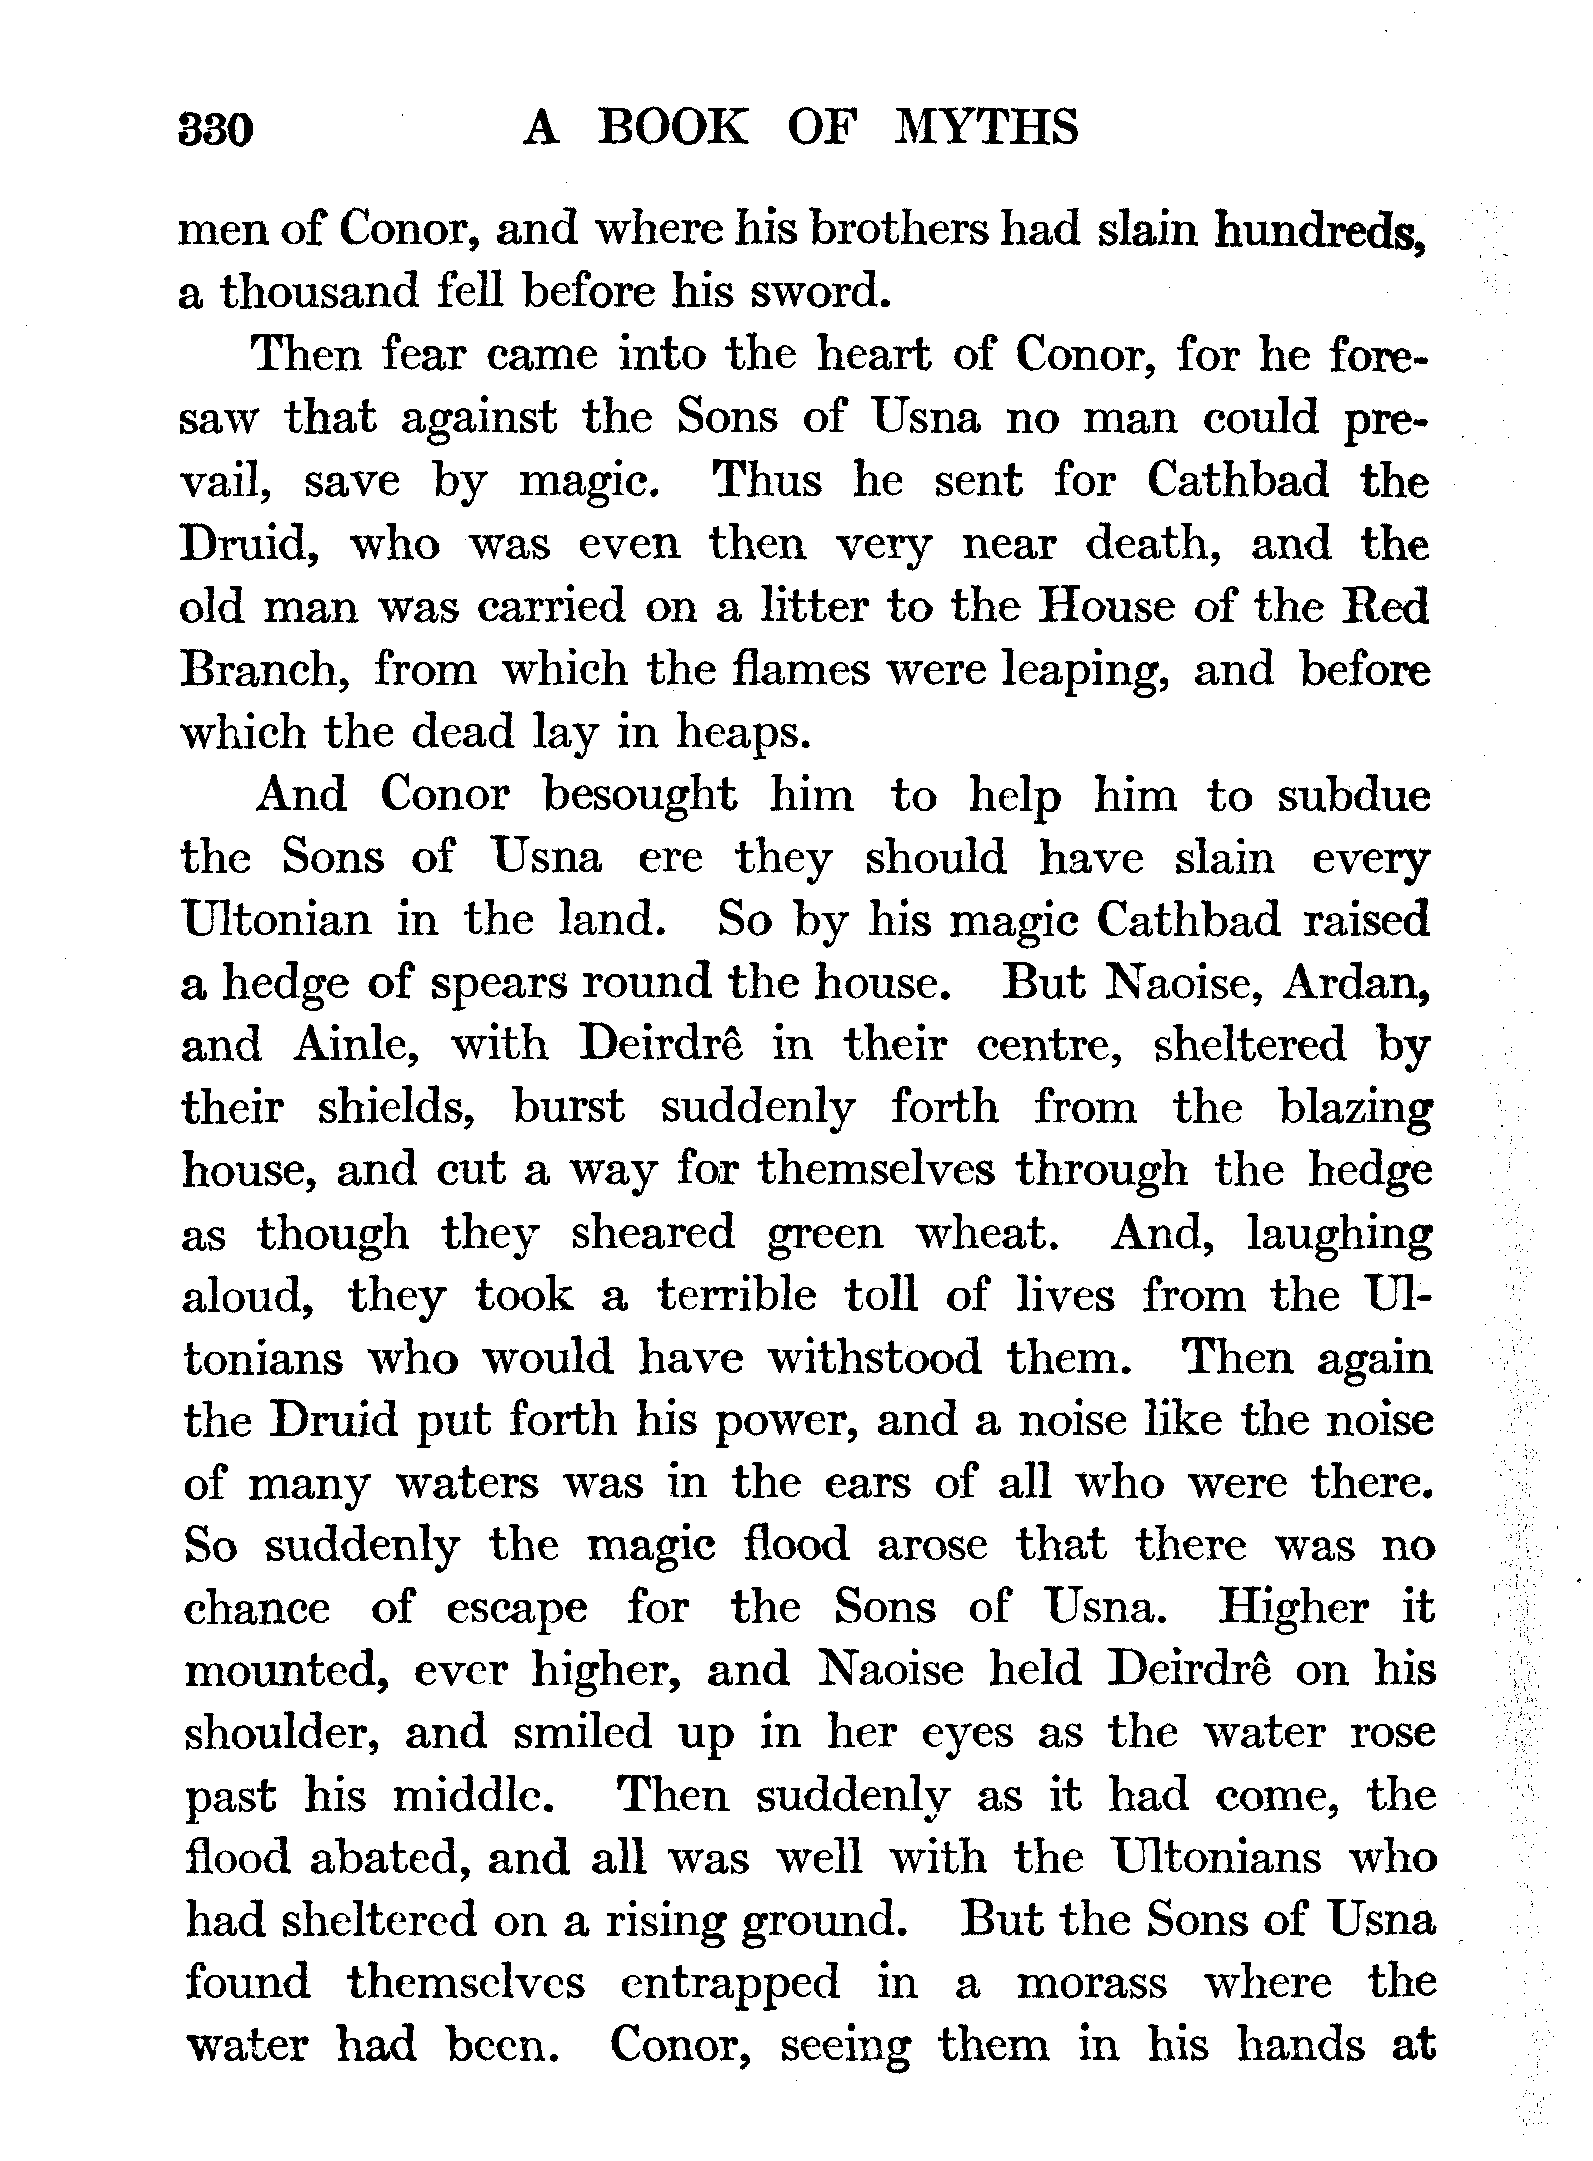 330 A BOOK OF MYTHS
men of Conor, and where his brothers had slain hundreds,
a thousand fell before his sword.
Then fear came into the heart of Conor, for he fore-
saw that against the Sons of Usna no man could pre-
vail, save by magic. Thus he sent for Cathbad the
Druid, who was even then very near death, and the
old man was carried on a litter to the House of the Red
Branch, from which the flames were leaping, and before
which the dead lay in heaps.
And Conor besought him to help him to subdue
the Sons of Usna ere they should have slain every
Ultonian in the land. So by his magic Cathbad raised
a hedge of spears round the house. But Naoise, Ardan,
and Ainle, with Deirdrê in their centre, sheltered by
their shields, burst suddenly forth from the blazing
house, and cut a way for themselves through the hedge
as though they sheared green wheat. And, laughing
aloud, they took a terrible toll of lives from the Ul-
tonians who would have withstood them. Then again
the Druid put forth his power, and a noise like the noise
of many waters was in the ears of all who were there.
So suddenly the magic flood arose that there was no
chance of escape for the Sons of Usna. Higher it
mounted, ever higher, and Naoise held Deirdrê on his
shoulder, and smiled up in her eyes as the water rose
past his middle. Then suddenly as it had come, the
flood abated, and all was well with the Ultonians who
had sheltered on a rising ground. But the Sons of Usna
found themselves entrapped in a morass where the
water had been. Conor, seeing them in his hands at